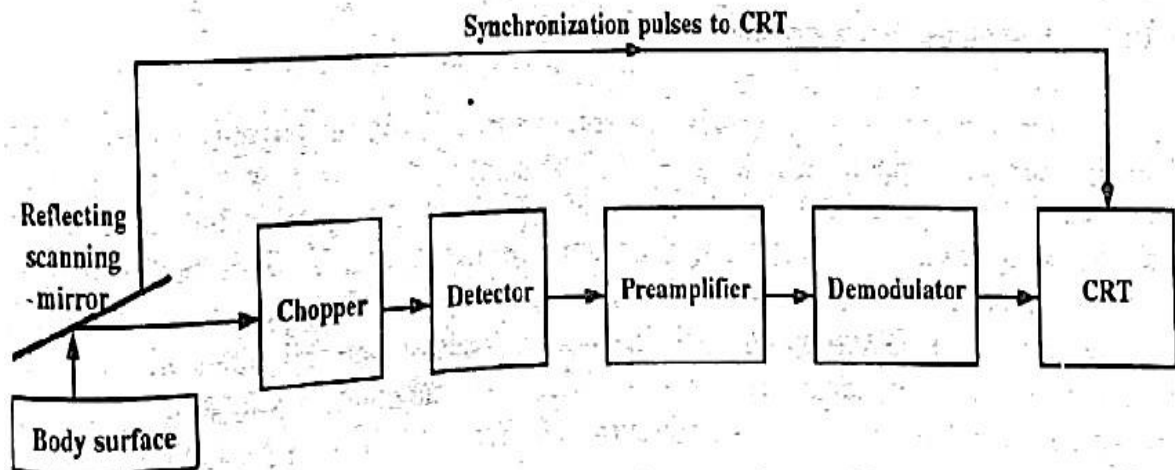 Synchronization pulses to CRT
Reflecting
scanning
mirror
Chopper
Detector
Preamplifier
Demodulator
CRT
Body surface